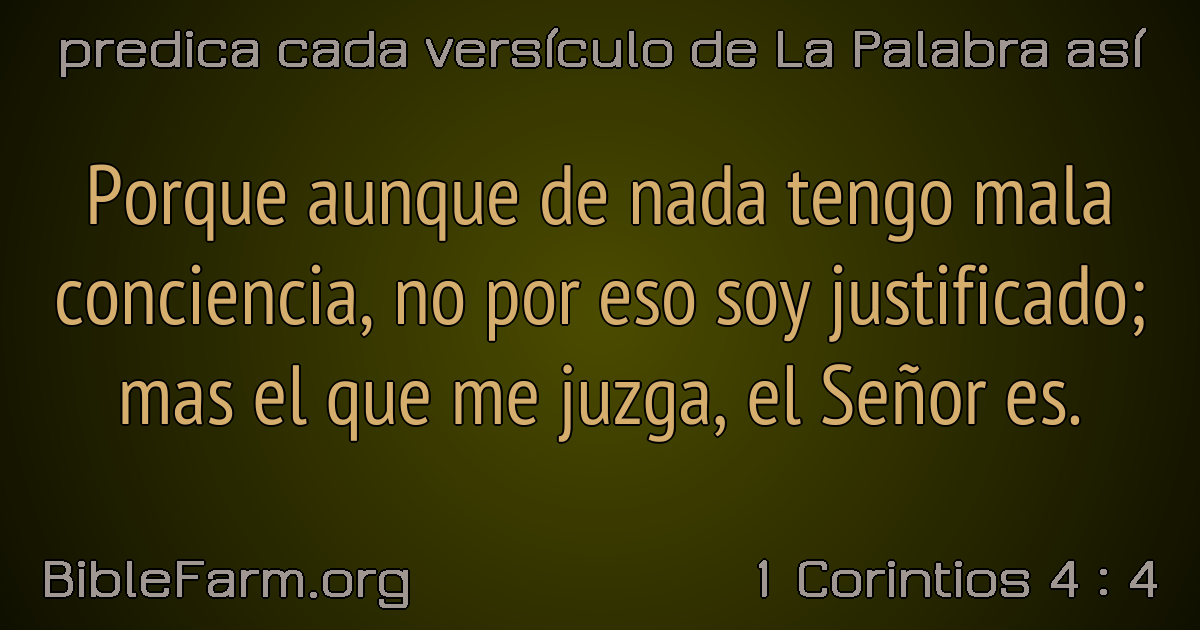 predica cada versículo de La Palabra así
Porque aunque de nada tengo mala
conciencia, no por eso soy justificado;
mas el que me juzga, el Señor es.
BibleFarm.org
1 Corintios 4 : 4